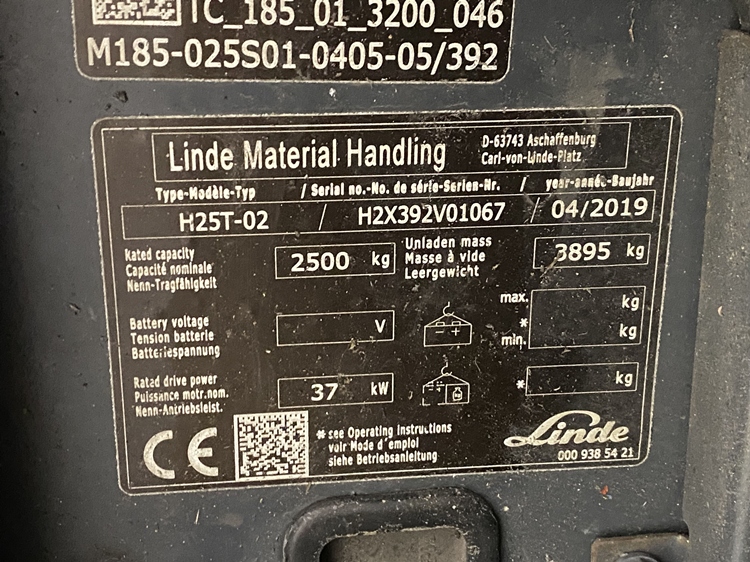 TC_185_01_3200_046
M185-025S01-0405-05/392
Linde Material Handling
D-63743 Aschaffenburg
Carl-von-Linde-Platz
Type-Modèle-Typ / Serial no.-No. de série-Serien-Nr. / year-année-Baujahr
H25T-02 / H2X392V01067 / 04/2019
Rated capacity
Capacité nominale
Nenn-Tragfähigkeit
2500 kg
Unladen mass
Masse à vide
Leergewicht
3895 kg
Battery voltage
Tension batterie
Batteriespannung
V
- +
max. kg
*
min. kg
Rated drive power
Puissance motr.nom.
Nenn-Antriebsleist.
37 kW
* kg
CE
* see Operating Instructions
voir Mode d'emploi
siehe Betriebsanleitung
Linde
000 938 54 21